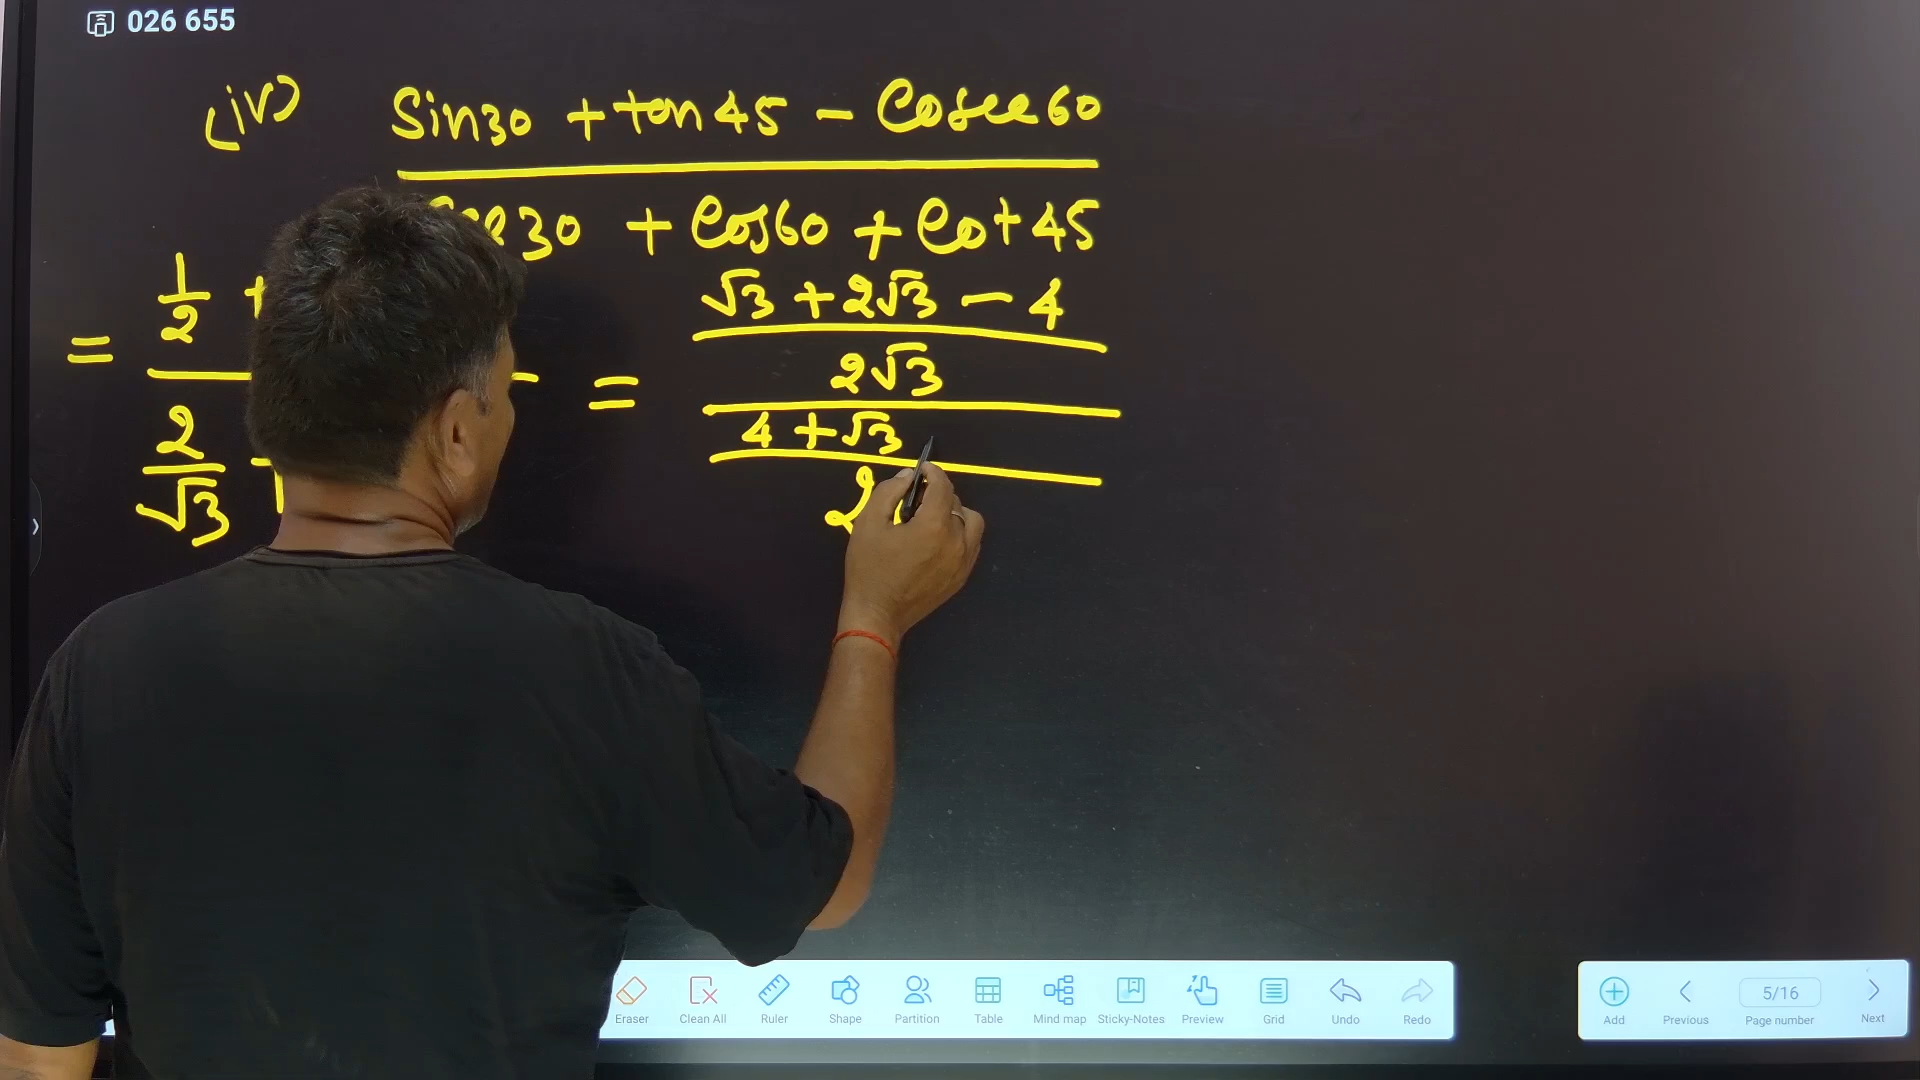 026 655
(iv) Sin30 + tan45 - Cosec60
30 + Cos60 + Cot45
= 1/2 +
2/√3
= √3 + 2√3 - 4
2√3
4 + √3
2
Eraser Clean All Ruler Shape Partition Table Mind map Sticky-Notes Preview Grid Undo Redo
Add Previous 5/16 Page number Next